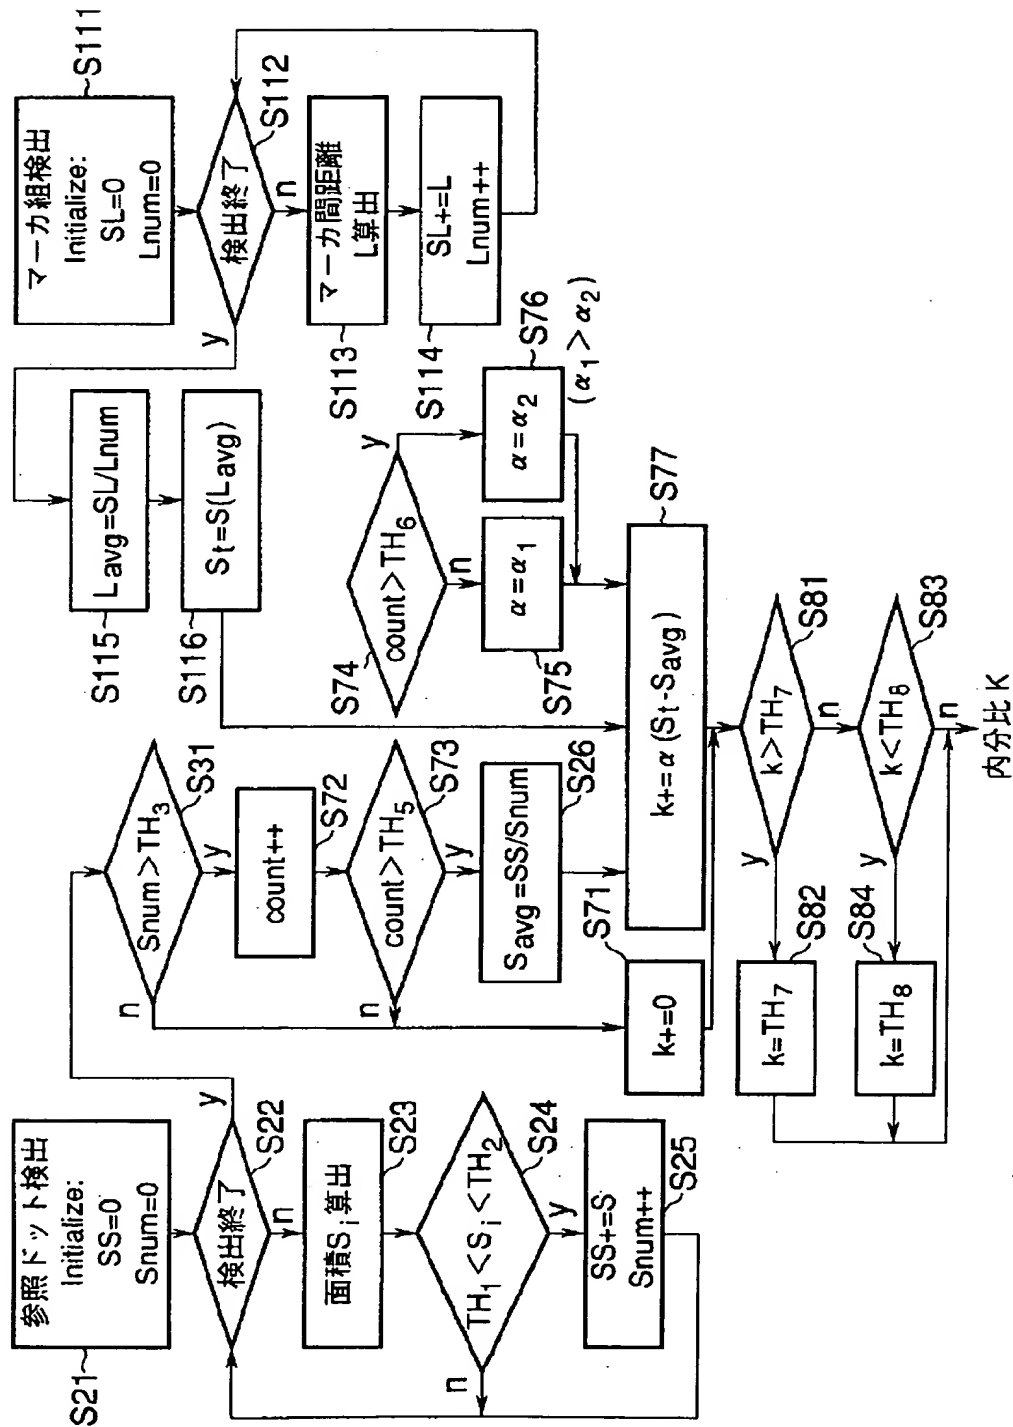 S21
参照ドット検出
Initialize:
SS=0
Snum=0
検出終了
S22
y
n
面積Si算出
S23
TH1<Si<TH2
S24
n
y
SS+=S
Snum++
S25
Snum>TH3
S31
n
y
count++
S72
count>TH5
S73
n
y
Savg=SS/Snum
S26
S71
k+=0
S115
Lavg=SL/Lnum
S116
St=S(Lavg)
マーカ組検出
Initialize:
SL=0
Lnum=0
S111
検出終了
S112
y
n
S113
マーカ間距離
L算出
S114
SL+=L
Lnum++
S74
count>TH6
y
n
S75
α=α1
α=α2
S76
(α1>α2)
k+=α(St-Savg)
S77
k>TH7
S81
y
n
k=TH7
S82
k<TH8
S83
y
n
S84
k=TH8
内分比 K